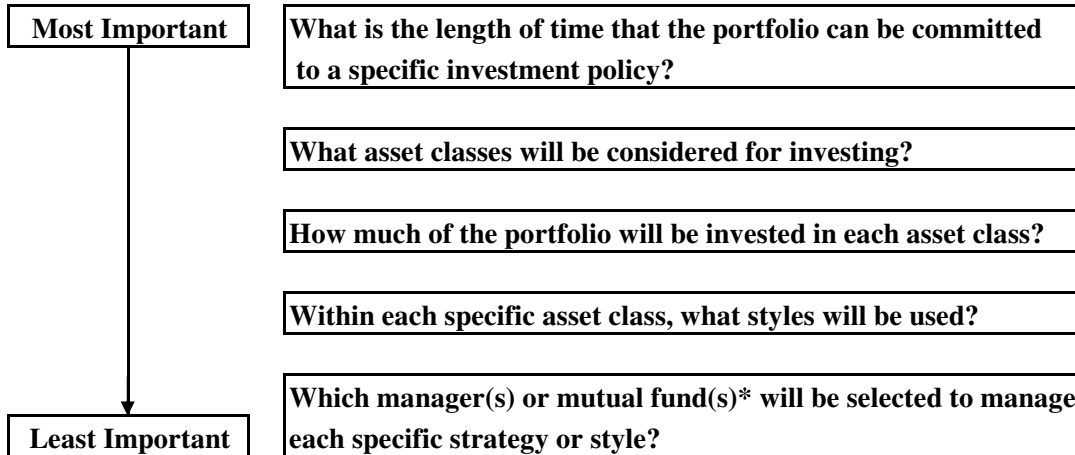 Most Important
What is the length of time that the portfolio can be committed
to a specific investment policy?
What asset classes will be considered for investing?
How much of the portfolio will be invested in each asset class?
Within each specific asset class, what styles will be used?
Which manager(s) or mutual fund(s)* will be selected to manage
each specific strategy or style?
Least Important